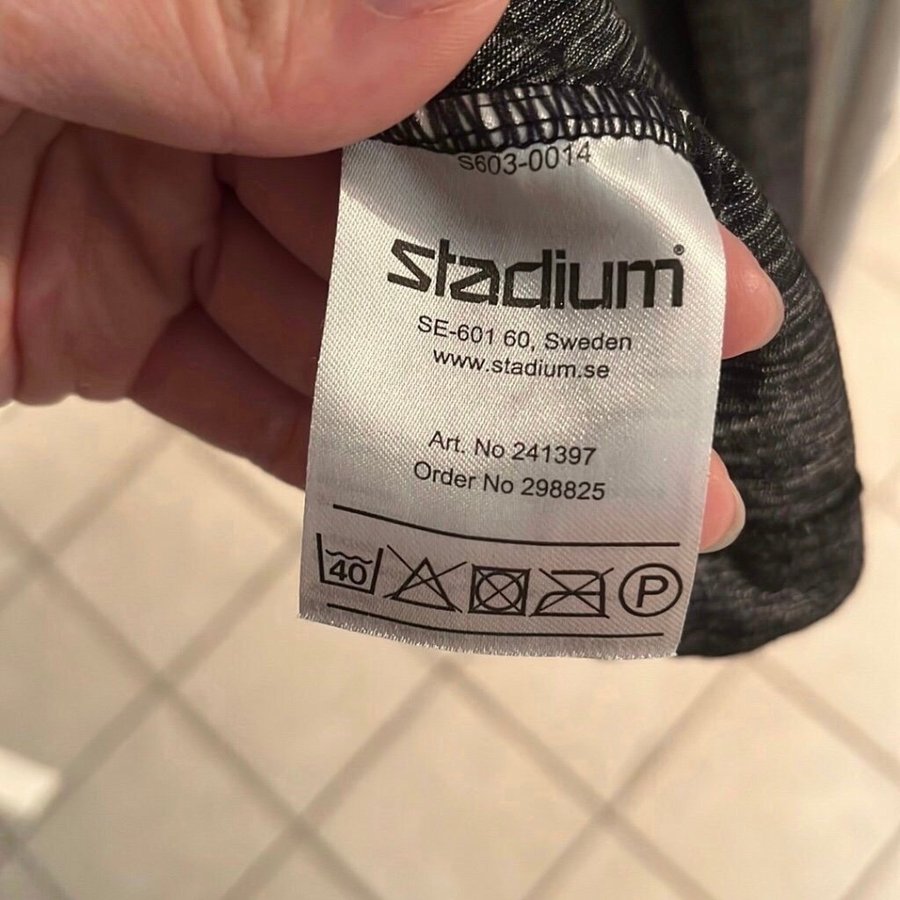 S603-0014
stadium®
SE-601 60, Sweden
www.stadium.se
Art. No 241397
Order No 298825
40
P